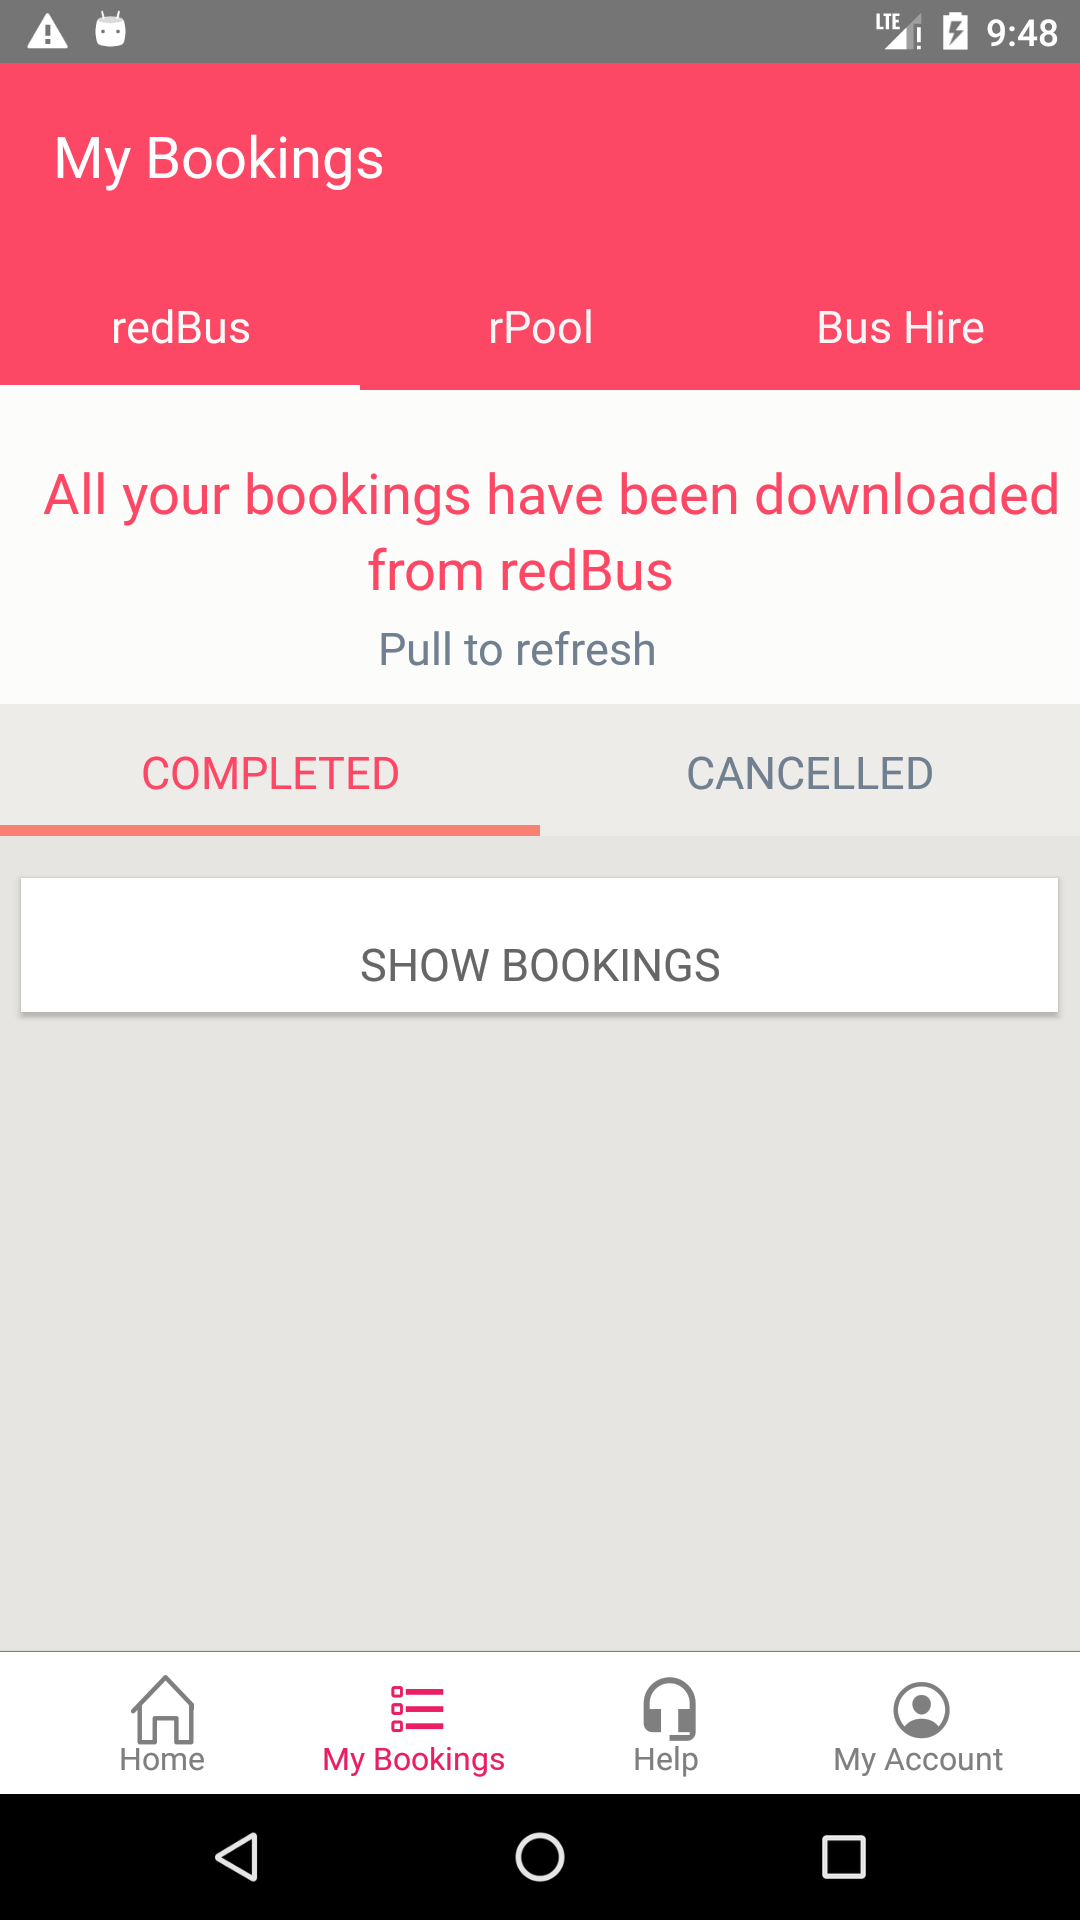 LTE 9:48
My Bookings
redBus rPool Bus Hire
All your bookings have been downloaded
from redBus
Pull to refresh
COMPLETED CANCELLED
SHOW BOOKINGS
Home My Bookings Help My Account